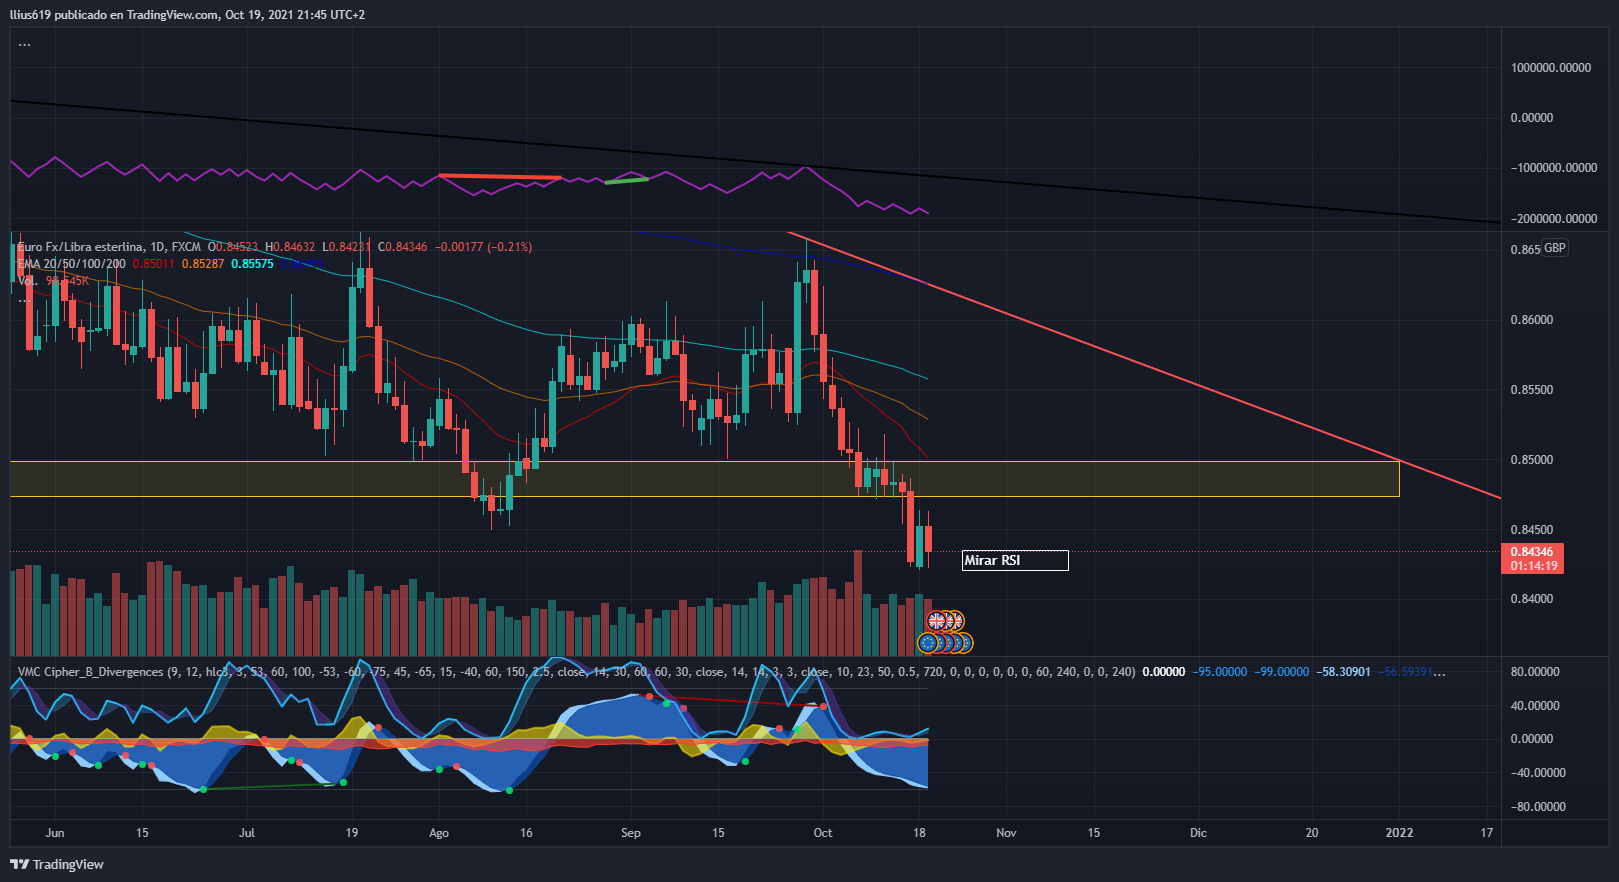 llius619 publicado en TradingView.com, Oct 19, 2021 21:45 UTC+2
...
1000000.00000
0.00000
−1000000.00000
−2000000.00000
Euro Fx/Libra esterlina, 1D, FXCM O0.84523 H0.84632 L0.84231 C0.84346 −0.00177 (−0.21%)
EMA 20/50/100/200 0.85011 0.85287 0.85575
Vol. 98.545K
...
0.865 GBP
0.86000
0.85500
0.85000
0.84500
0.84346
01:14:19
0.84000
Mirar RSI
VMC Cipher_B_Divergences (9, 12, hlc3, 3, 53, 60, 100, -53, -60, -75, 45, -65, 15, -40, 60, 150, 2.5, close, 14, 30, 60, 60, 30, close, 14, 14, 3, 3, close, 10, 23, 50, 0.5, 720, 0, 0, 0, 0, 0, 0, 60, 240, 0, 0, 240) 0.00000 −95.00000 −99.00000 −58.30901 −56.59391...
80.00000
40.00000
0.00000
−40.00000
−80.00000
Jun 15 Jul 19 Ago 16 Sep 15 Oct 18 Nov 15 Dic 20 2022 17
TradingView